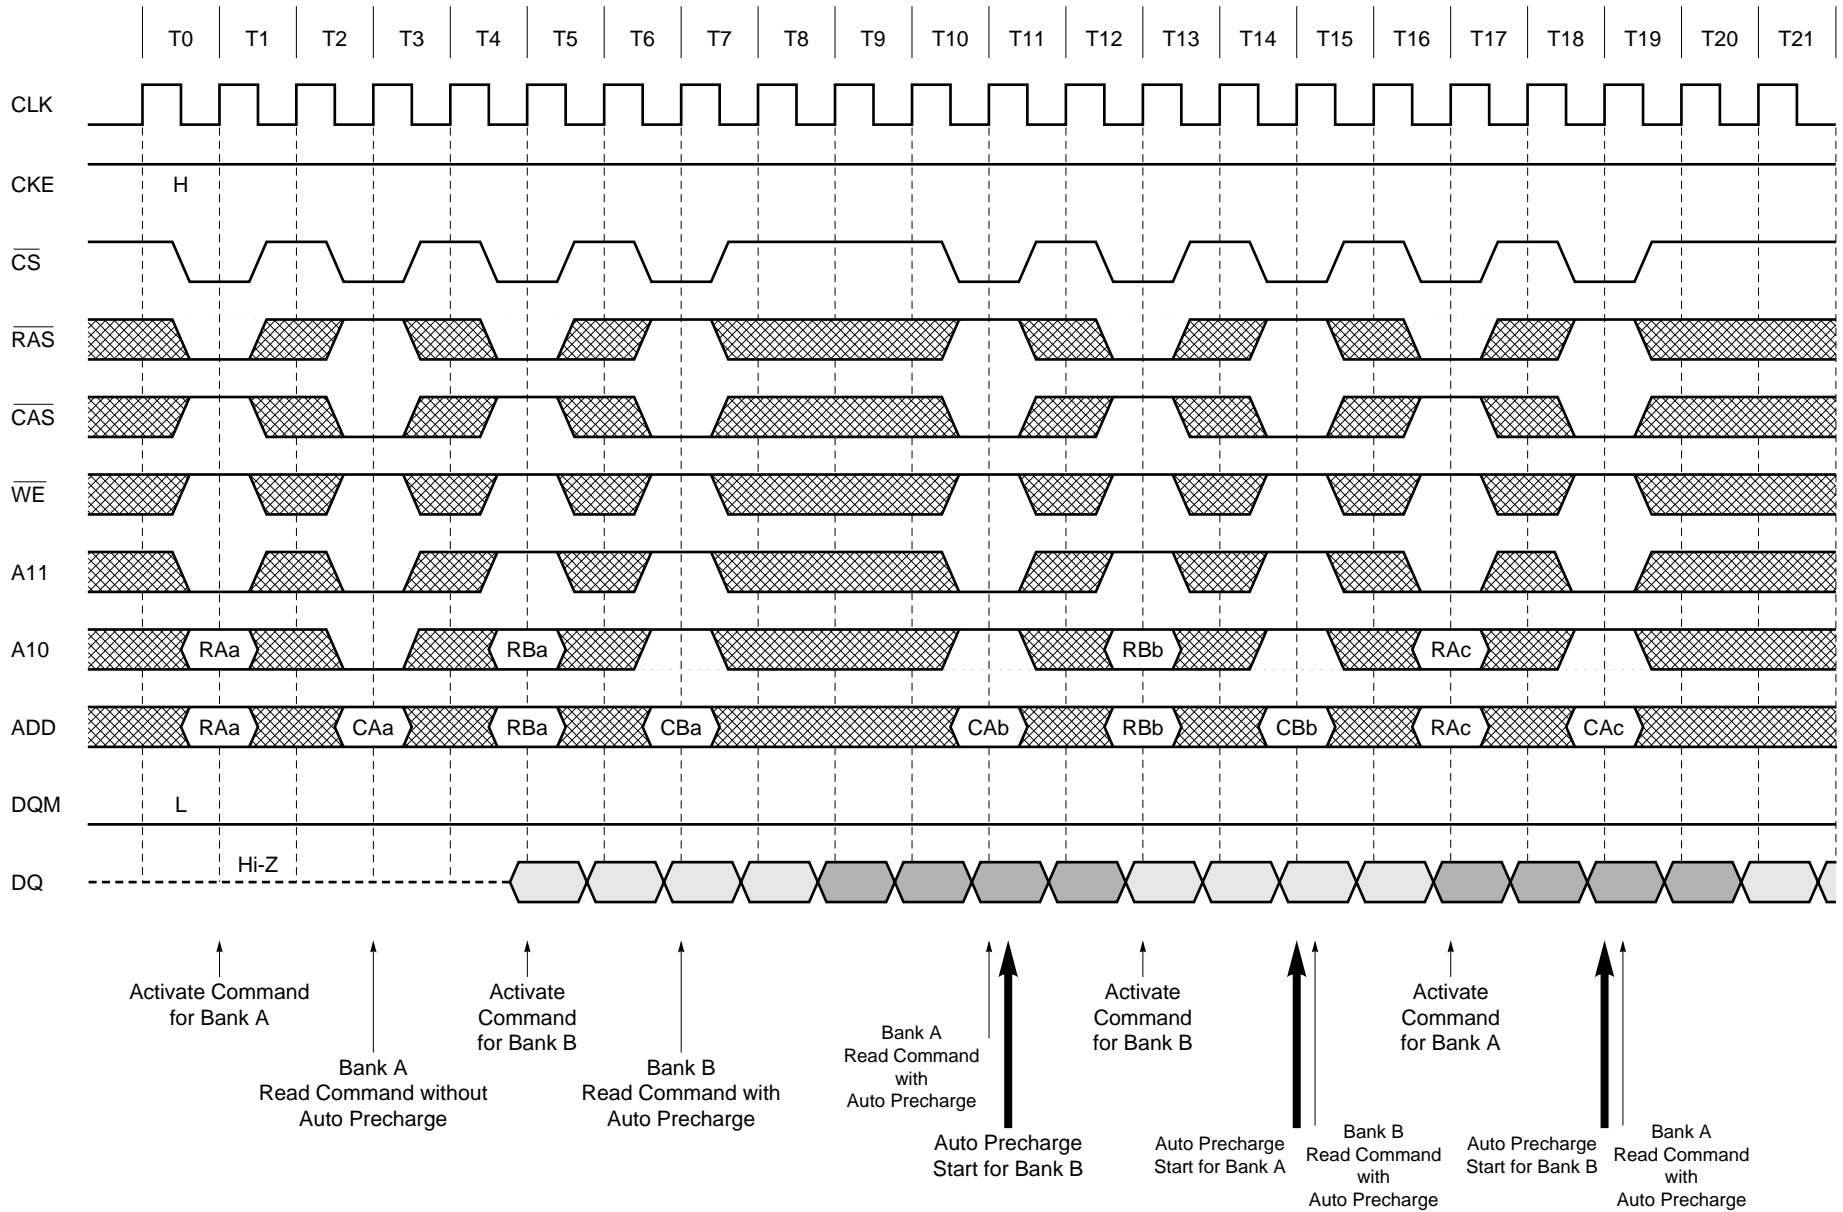 T0 T1 T2 T3 T4 T5 T6 T7 T8 T9 T10 T11 T12 T13 T14 T15 T16 T17 T18 T19 T20 T21
CLK
CKE H
CS
RAS
CAS
WE
A11
A10 RAa RBa RBb RAc
ADD RAa CAa RBa CBa CAb RBb CBb RAc CAc
DQM L
DQ Hi-Z
Activate Command
for Bank A
Bank A
Read Command without
Auto Precharge
Activate
Command
for Bank B
Bank B
Read Command with
Auto Precharge
Bank A
Read Command
with
Auto Precharge
Auto Precharge
Start for Bank B
Activate
Command
for Bank B
Auto Precharge
Start for Bank A
Bank B
Read Command
with
Auto Precharge
Activate
Command
for Bank A
Auto Precharge
Start for Bank B
Bank A
Read Command
with
Auto Precharge